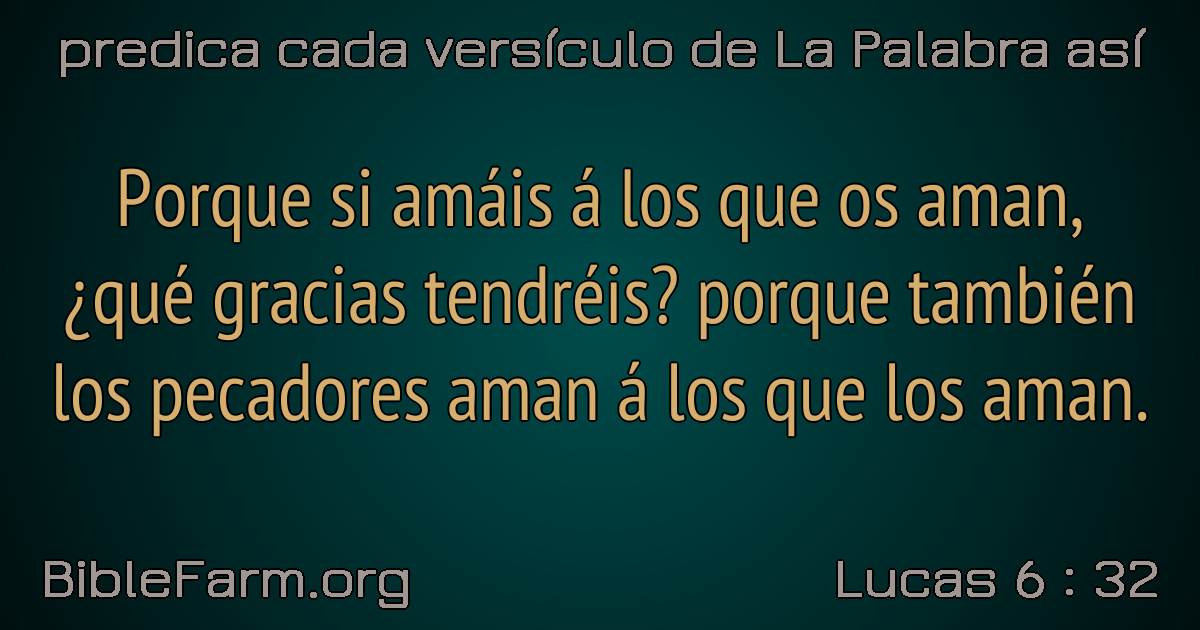 predica cada versículo de La Palabra así
Porque si amáis á los que os aman,
¿qué gracias tendréis? porque también
los pecadores aman á los que los aman.
BibleFarm.org
Lucas 6 : 32